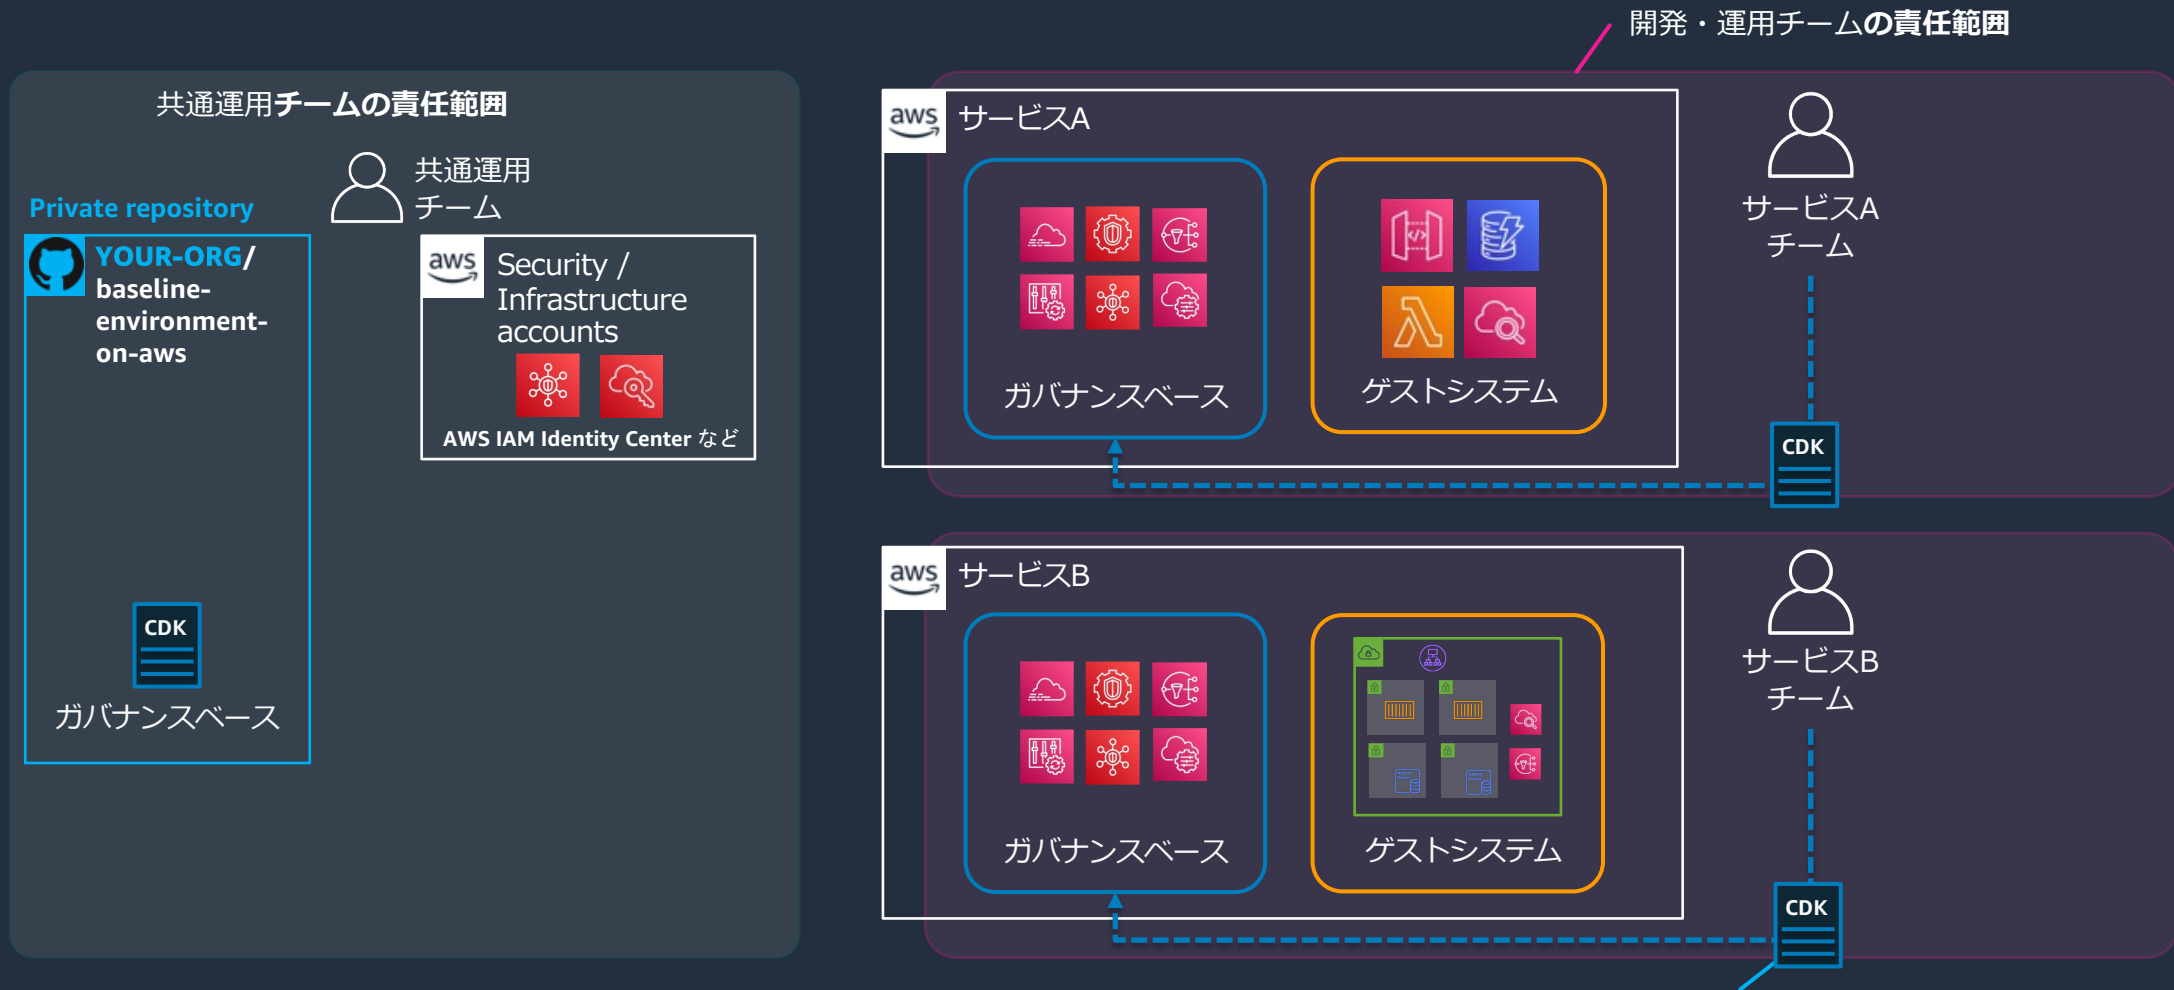 開発・運用チームの責任範囲
共通運用チームの責任範囲
共通運用
チーム
Private repository
YOUR-ORG/
baseline-
environment-
on-aws
CDK
ガバナンスベース
aws
Security /
Infrastructure
accounts
AWS IAM Identity Center など
aws
サービスA
ガバナンスベース
ゲストシステム
サービスA
チーム
CDK
aws
サービスB
ガバナンスベース
ゲストシステム
サービスB
チーム
CDK